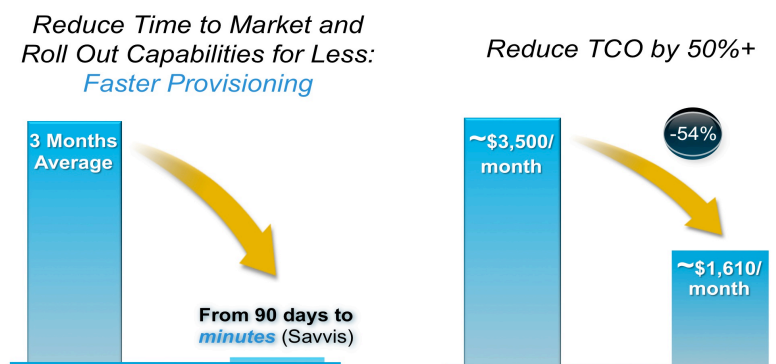 Reduce Time to Market and
Roll Out Capabilities for Less:
Faster Provisioning
3 Months
Average
From 90 days to
minutes (Savvis)
Reduce TCO by 50%+
~$3,500/
month
-54%
~$1,610/
month